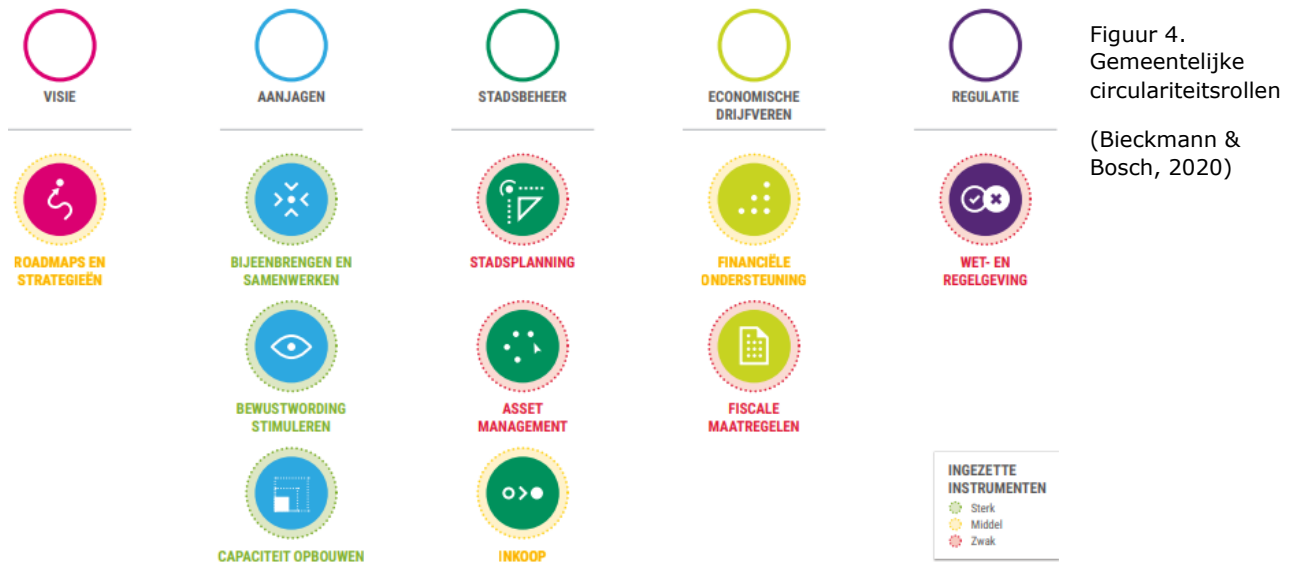 VISIE
AANJAGEN
STADSBEHEER
ECONOMISCHE
DRIJFVEREN
REGULATIE
ROADMAPS EN
STRATEGIEËN
BIJEENBRENGEN EN
SAMENWERKEN
STADSPLANNING
FINANCIËLE
ONDERSTEUNING
WET- EN
REGELGEVING
BEWUSTWORDING
STIMULEREN
ASSET
MANAGEMENT
FISCALE
MAATREGELEN
CAPACITEIT OPBOUWEN
INKOOP
INGEZETTE
INSTRUMENTEN
Sterk
Middel
Zwak
Figuur 4.
Gemeentelijke
circulariteitsrollen
(Bieckmann &
Bosch, 2020)